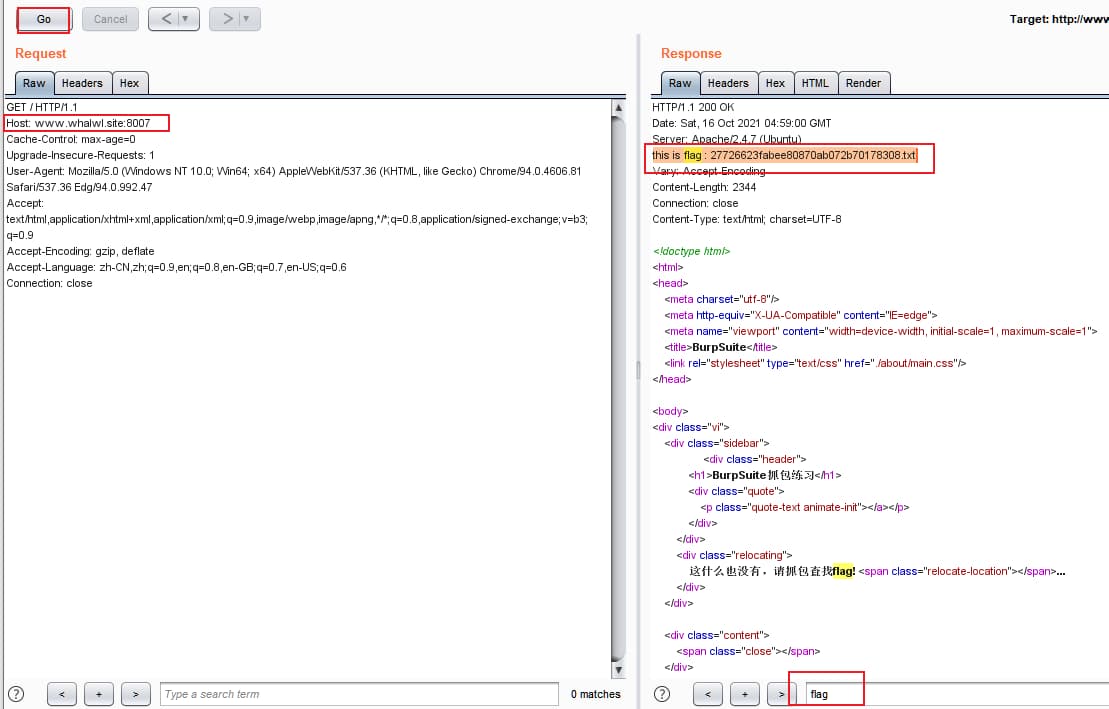 Go Cancel < >
Target: http://www
Request
Raw Headers Hex
GET / HTTP/1.1
Host: www.whalwl.site:8007
Cache-Control: max-age=0
Upgrade-Insecure-Requests: 1
User-Agent: Mozilla/5.0 (Windows NT 10.0; Win64; x64) AppleWebKit/537.36 (KHTML, like Gecko) Chrome/94.0.4606.81
Safari/537.36 Edg/94.0.992.47
Accept:
text/html,application/xhtml+xml,application/xml;q=0.9,image/webp,image/apng,*/*;q=0.8,application/signed-exchange;v=b3;
q=0.9
Accept-Encoding: gzip, deflate
Accept-Language: zh-CN,zh;q=0.9,en;q=0.8,en-GB;q=0.7,en-US;q=0.6
Connection: close
? < + > Type a search term 0 matches
Response
Raw Headers Hex HTML Render
HTTP/1.1 200 OK
Date: Sat, 16 Oct 2021 04:59:00 GMT
Server: Apache/2.4.7 (Ubuntu)
this is flag : 27726623fabee80870ab072b70178308.txt
Vary: Accept-Encoding
Content-Length: 2344
Connection: close
Content-Type: text/html; charset=UTF-8
<!doctype html>
<html>
<head>
<meta charset="utf-8"/>
<meta http-equiv="X-UA-Compatible" content="IE=edge">
<meta name="viewport" content="width=device-width, initial-scale=1, maximum-scale=1">
<title>BurpSuite</title>
<link rel="stylesheet" type="text/css" href="./about/main.css"/>
</head>
<body>
<div class="vi">
<div class="sidebar">
<div class="header">
<h1>BurpSuite抓包练习</h1>
<div class="quote">
<p class="quote-text animate-init"></a></p>
</div>
</div>
<div class="relocating">
这什么也没有，请抓包查找flag! <span class="relocate-location"></span>...
</div>
</div>
<div class="content">
<span class="close"></span>
</div>
? < + > flag